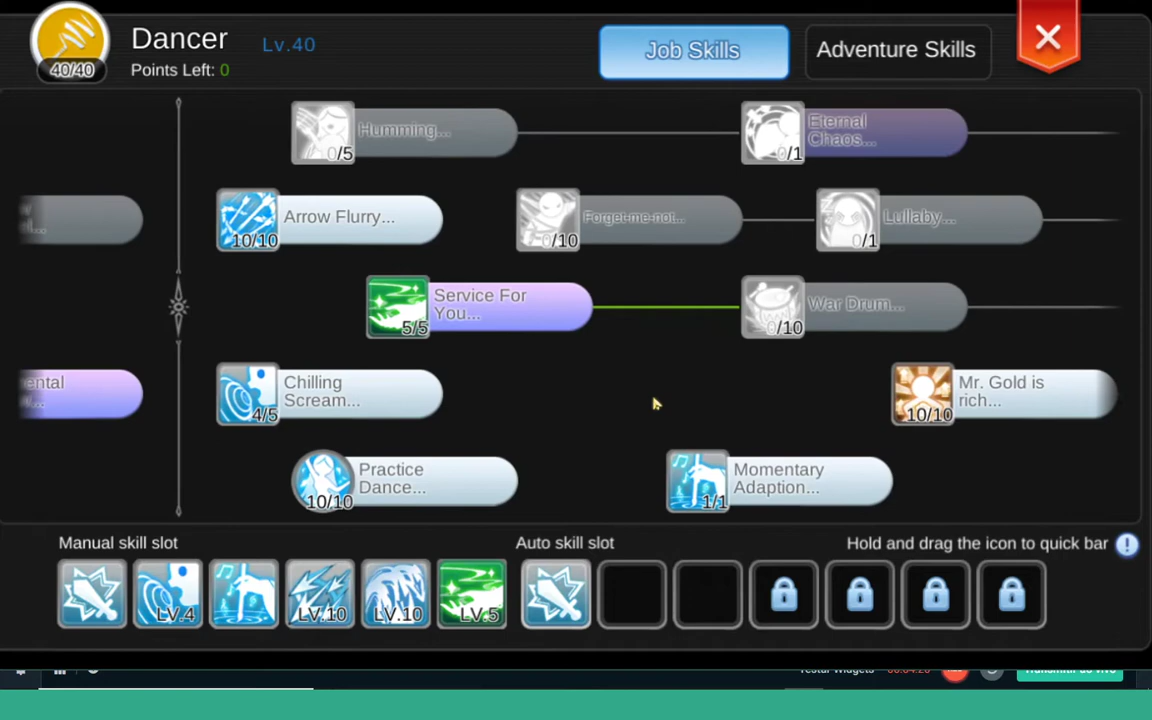 Dancer
Lv.40
40/40
Points Left: 0
Job Skills
Adventure Skills
Humming...
0/5
Eternal
Chaos...
0/1
Arrow Flurry...
10/10
Forget-me-not...
0/10
Lullaby...
0/1
Service For
You...
5/5
War Drum...
0/10
ental
Chilling
Scream...
4/5
Mr. Gold is
rich...
10/10
Practice
Dance...
10/10
Momentary
Adaption...
1/1
Manual skill slot
Auto skill slot
Hold and drag the icon to quick bar
LV.4
LV.10
LV.10
LV.5